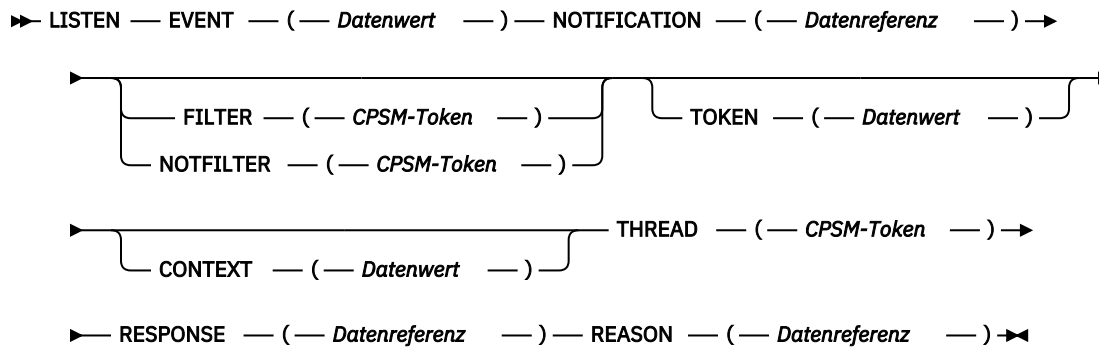 LISTEN EVENT ( Datenwert ) NOTIFICATION ( Datenreferenz )
FILTER ( CPSM-Token ) TOKEN ( Datenwert )
NOTFILTER ( CPSM-Token )
THREAD ( CPSM-Token )
CONTEXT ( Datenwert )
RESPONSE ( Datenreferenz ) REASON ( Datenreferenz )